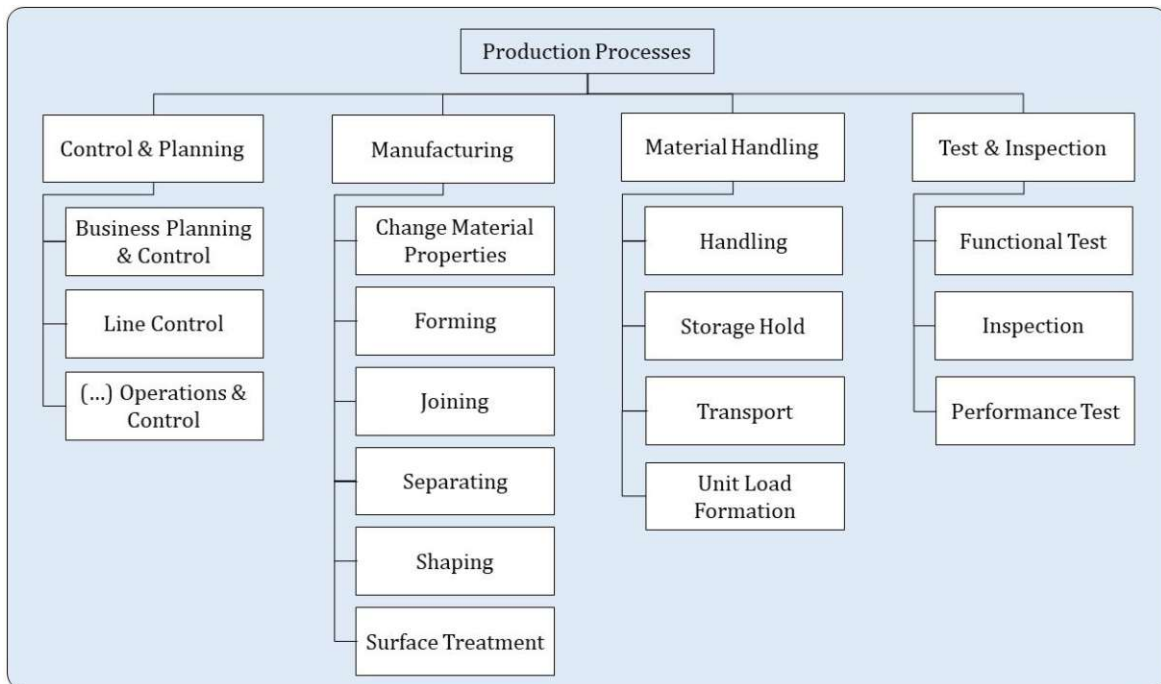 Production Processes
Control & Planning
Business Planning
& Control
Line Control
(...) Operations &
Control
Manufacturing
Change Material
Properties
Forming
Joining
Separating
Shaping
Surface Treatment
Material Handling
Handling
Storage Hold
Transport
Unit Load
Formation
Test & Inspection
Functional Test
Inspection
Performance Test